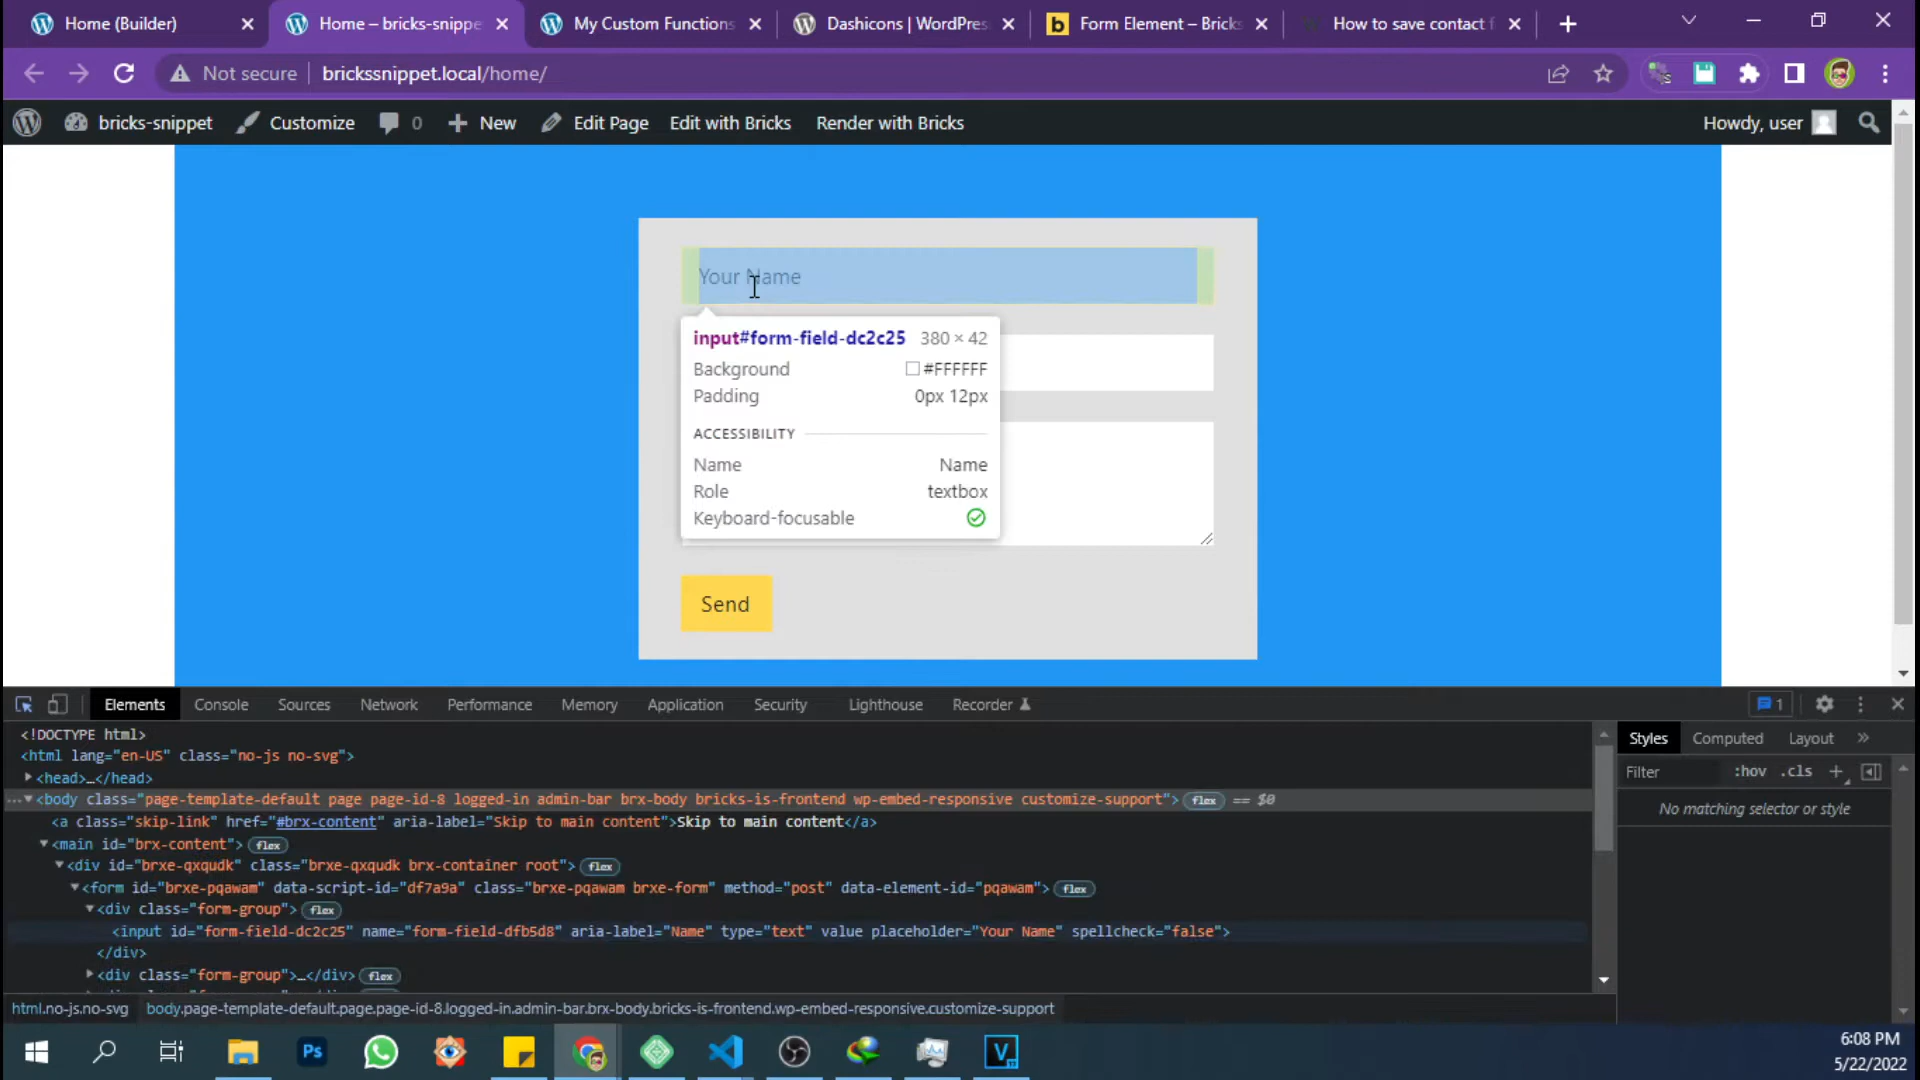 Home (Builder)
Home – bricks-snippe
My Custom Functions
Dashicons | WordPres
b
Form Element – Bricks
How to save contact f
Not secure
brickssnippet.local/home/
bricks-snippet
Customize
0
New
Edit Page
Edit with Bricks
Render with Bricks
Howdy, user
Your Name
input#form-field-dc2c25 380 × 42
Background #FFFFFF
Padding 0px 12px
ACCESSIBILITY
Name Name
Role textbox
Keyboard-focusable
Send
Elements
Console
Sources
Network
Performance
Memory
Application
Security
Lighthouse
Recorder
1
<!DOCTYPE html>
<html lang="en-US" class="no-js no-svg">
<head>…</head>
…<body class="page-template-default page page-id-8 logged-in admin-bar brx-body bricks-is-frontend wp-embed-responsive customize-support"> flex == $0
<a class="skip-link" href="#brx-content" aria-label="Skip to main content">Skip to main content</a>
<main id="brx-content"> flex
<div id="brxe-qxqudk" class="brxe-qxqudk brx-container root"> flex
<form id="brxe-pqawam" data-script-id="df7a9a" class="brxe-pqawam brxe-form" method="post" data-element-id="pqawam"> flex
<div class="form-group"> flex
<input id="form-field-dc2c25" name="form-field-dfb5d8" aria-label="Name" type="text" value placeholder="Your Name" spellcheck="false">
</div>
<div class="form-group">…</div> flex
html.no-js.no-svg
body.page-template-default.page.page-id-8.logged-in.admin-bar.brx-body.bricks-is-frontend.wp-embed-responsive.customize-support
Styles
Computed
Layout
»
Filter
:hov
.cls
+
No matching selector or style
Ps
V
6:08 PM
5/22/2022